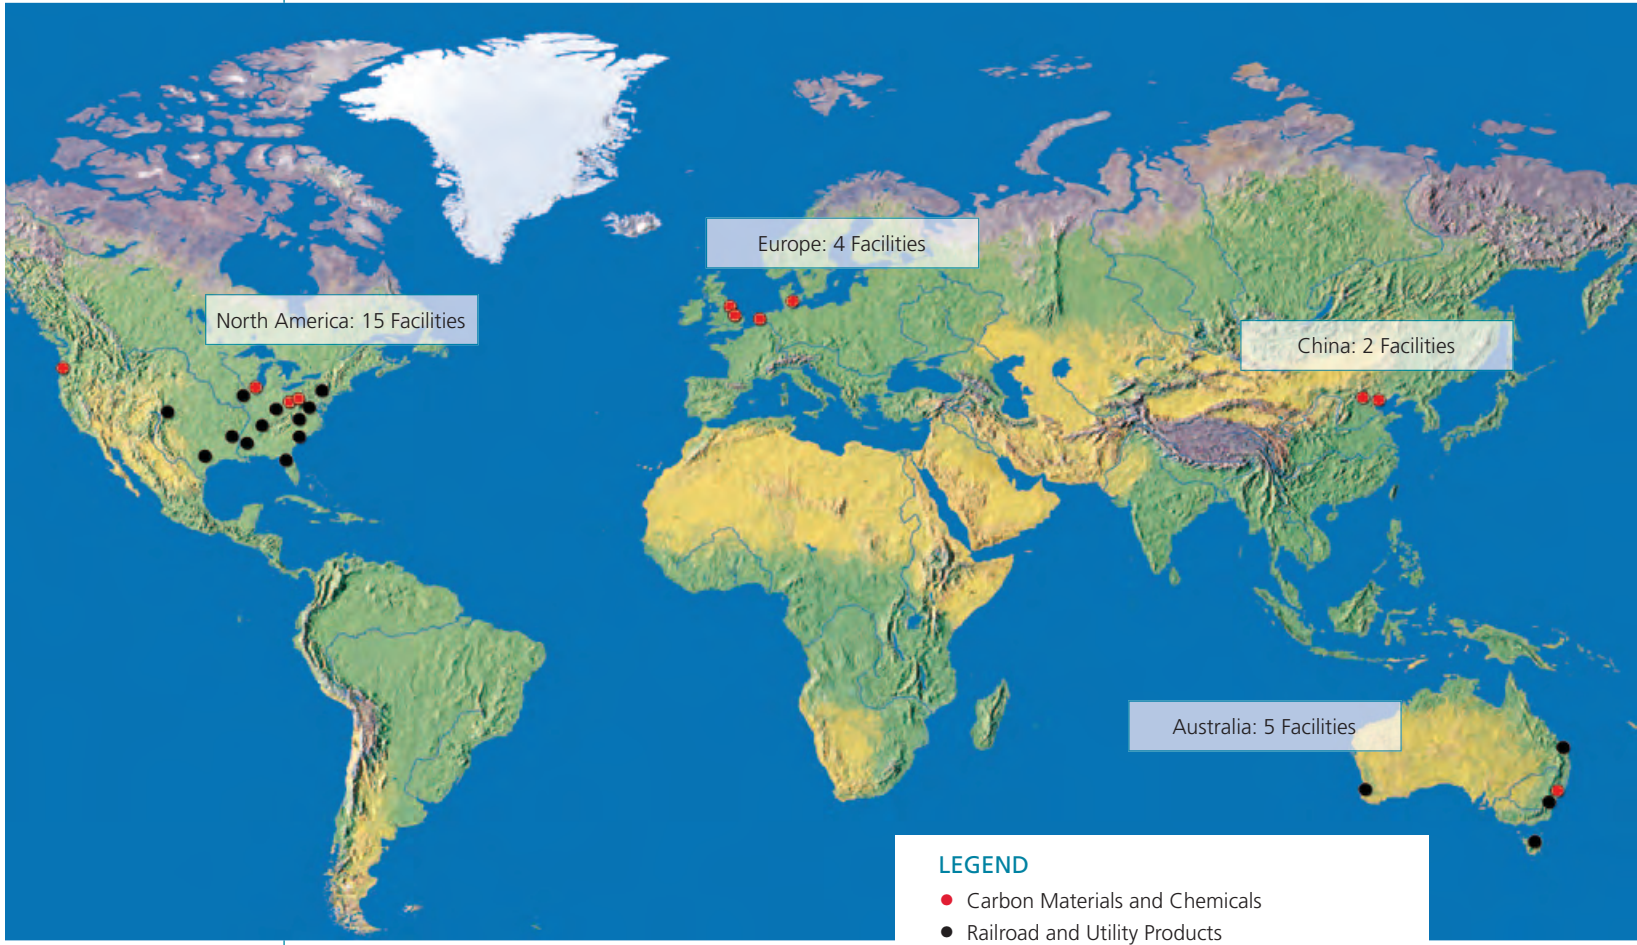 Europe: 4 Facilities
North America: 15 Facilities
China: 2 Facilities
Australia: 5 Facilities
LEGEND
Carbon Materials and Chemicals
Railroad and Utility Products